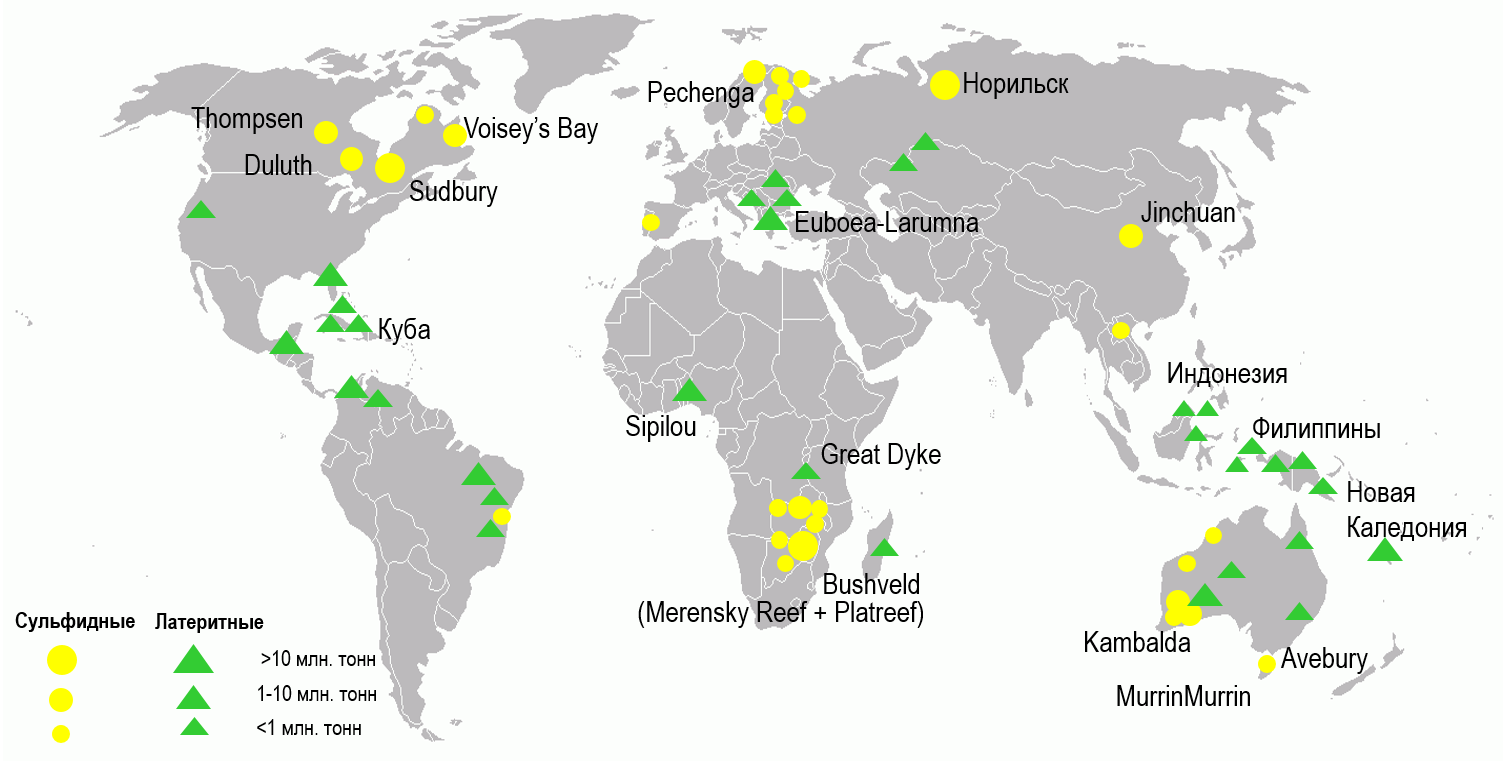 Pechenga
Норильск
Thompsen
Voisey’s Bay
Duluth
Sudbury
Jinchuan
Euboea-Larumna
Куба
Индонезия
Sipilou
Филиппины
Great Dyke
Новая
Каледония
Bushveld
(Merensky Reef + Platreef)
Kambalda
Avebury
MurrinMurrin
Сульфидные Латеритные
>10 млн. тонн
1-10 млн. тонн
<1 млн. тонн